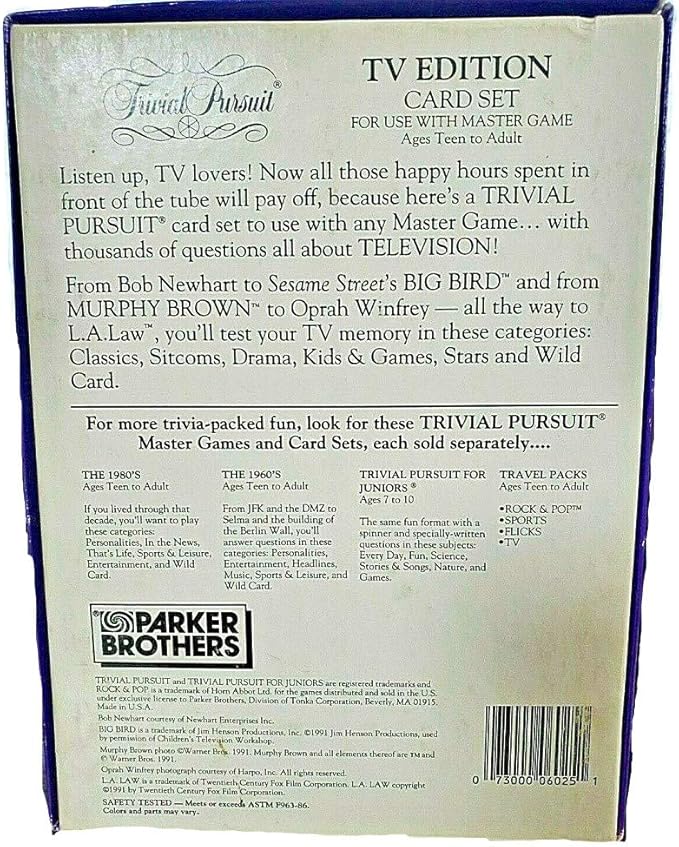 Trivial Pursuit®
TV EDITION
CARD SET
FOR USE WITH MASTER GAME
Ages Teen to Adult
Listen up, TV lovers! Now all those happy hours spent in
front of the tube will pay off, because here's a TRIVIAL
PURSUIT® card set to use with any Master Game... with
thousands of questions all about TELEVISION!
From Bob Newhart to Sesame Street's BIG BIRD™ and from
MURPHY BROWN™ to Oprah Winfrey — all the way to
L.A.Law™, you'll test your TV memory in these categories:
Classics, Sitcoms, Drama, Kids & Games, Stars and Wild
Card.
For more trivia-packed fun, look for these TRIVIAL PURSUIT®
Master Games and Card Sets, each sold separately....
THE 1980'S
Ages Teen to Adult
If you lived through that
decade, you'll want to play
these categories:
Personalities, In the News,
That's Life, Sports & Leisure,
Entertainment, and Wild
Card.
THE 1960'S
Ages Teen to Adult
From JFK and the DMZ to
Selma and the building of
the Berlin Wall, you'll
answer questions in these
categories: Personalities,
Entertainment, Headlines,
Music, Sports & Leisure, and
Wild Card.
TRIVIAL PURSUIT FOR
JUNIORS®
Ages 7 to 10
The same fun format with a
spinner and specially-written
questions in these subjects:
Every Day, Fun, Science,
Stories & Songs, Nature, and
Games.
TRAVEL PACKS
Ages Teen to Adult
•ROCK & POP™
•SPORTS
•FLICKS
•TV
®PARKER
BROTHERS
TRIVIAL PURSUIT and TRIVIAL PURSUIT FOR JUNIORS are registered trademarks and
ROCK & POP is a trademark of Horn Abbot Ltd. for the games distributed and sold in the U.S.
under exclusive license to Parker Brothers, Division of Tonka Corporation, Beverly, MA 01915.
Made in U.S.A.
Bob Newhart courtesy of Newhart Enterprises Inc.
BIG BIRD is a trademark of Jim Henson Productions, Inc. ©1991 Jim Henson Productions, used
by permission of Children's Television Workshop.
Murphy Brown photo ©Warner Bros. 1991. Murphy Brown and all elements thereof are TM and
© Warner Bros. 1991.
Oprah Winfrey photograph courtesy of Harpo, Inc. All rights reserved.
L.A. LAW is a trademark of Twentieth Century Fox Film Corporation. L.A. LAW copyright
©1991 by Twentieth Century Fox Film Corporation.
SAFETY TESTED — Meets or exceeds ASTM F963-86.
Colors and parts may vary.
0 73000 06025 1